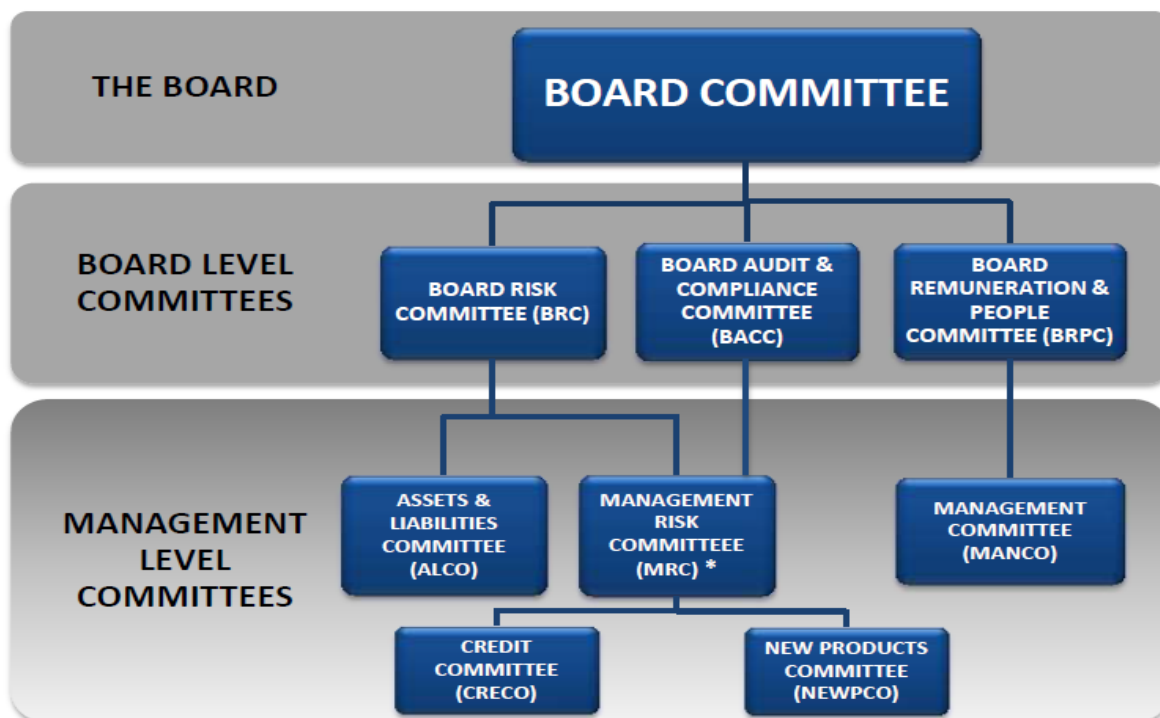 THE BOARD
BOARD COMMITTEE
BOARD LEVEL
COMMITTEES
BOARD RISK
COMMITTEE (BRC)
BOARD AUDIT &
COMPLIANCE
COMMITTEE
(BACC)
BOARD
REMUNERATION &
PEOPLE
COMMITTEE (BRPC)
MANAGEMENT
LEVEL
COMMITTEES
ASSETS &
LIABILITIES
COMMITTEE
(ALCO)
MANAGEMENT
RISK
COMMITTEEE
(MRC) *
MANAGEMENT
COMMITTEE
(MANCO)
CREDIT
COMMITTEE
(CRECO)
NEW PRODUCTS
COMMITTEE
(NEWPCO)